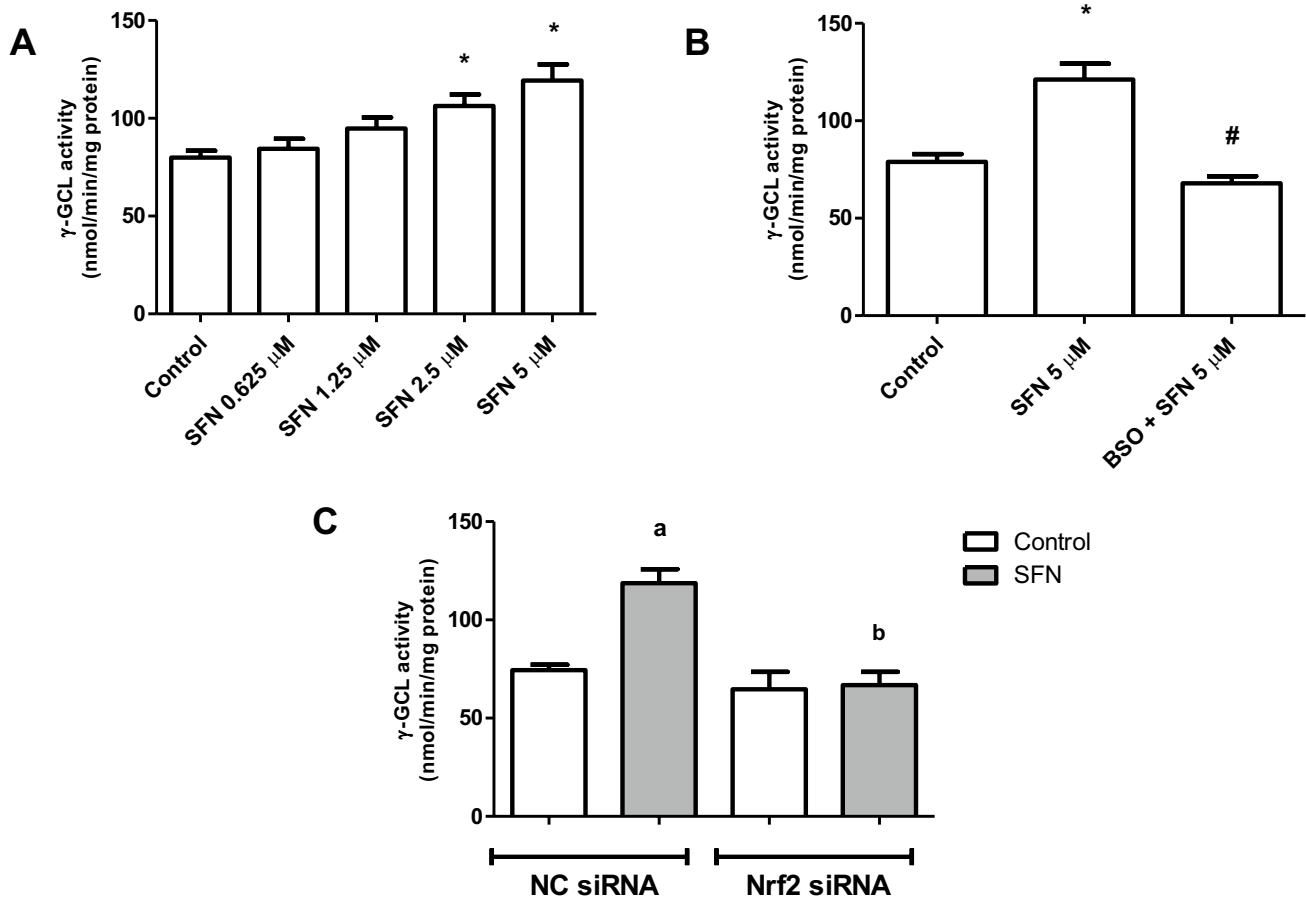 A
γ-GCL activity
(nmol/min/mg protein)
150
100
50
0
*
*
Control
SFN 0.625 μM
SFN 1.25 μM
SFN 2.5 μM
SFN 5 μM
B
γ-GCL activity
(nmol/min/mg protein)
150
100
50
0
*
#
Control
SFN 5 μM
BSO + SFN 5 μM
C
γ-GCL activity
(nmol/min/mg protein)
150
100
50
0
a
b
NC siRNA
Nrf2 siRNA
Control
SFN